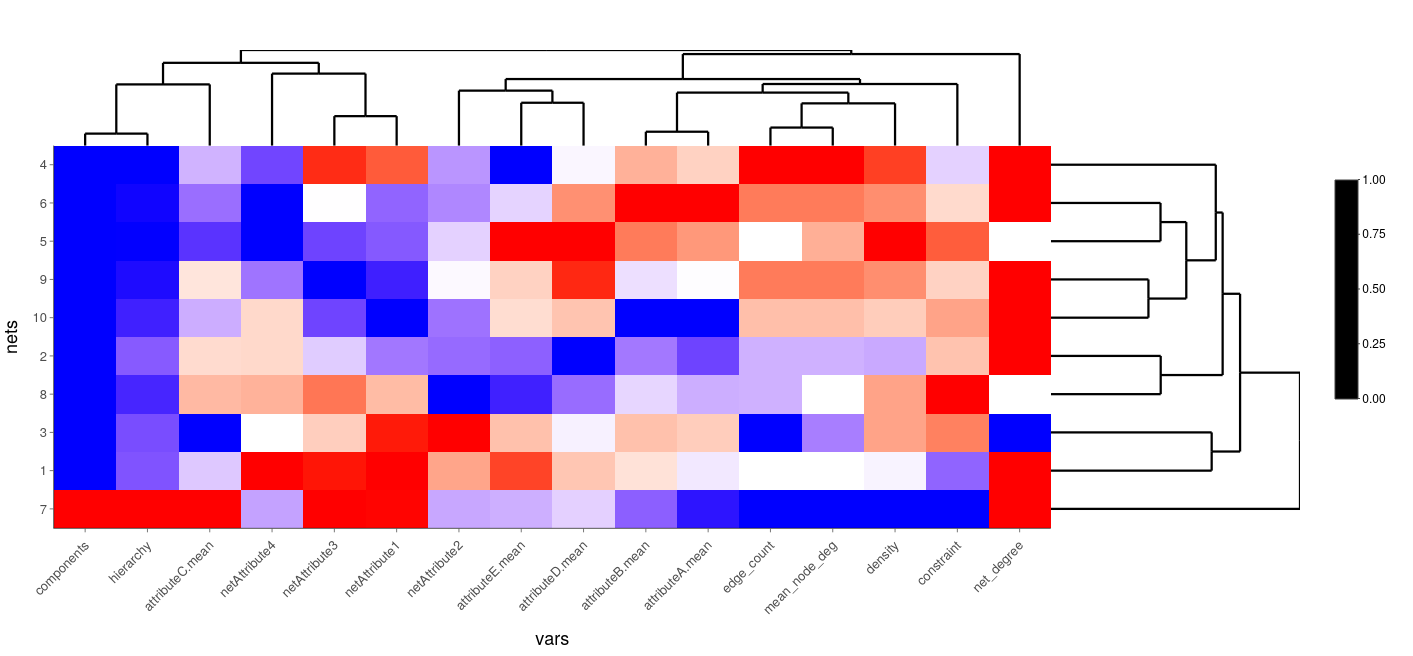 4
6
5
9
10
2
8
3
1
7
nets
components
hierarchy
attributeC.mean
netAttribute4
netAttribute3
netAttribute1
netAttribute2
attributeE.mean
attributeD.mean
attributeB.mean
attributeA.mean
edge_count
mean_node_deg
density
constraint
net_degree
vars
1.00
0.75
0.50
0.25
0.00